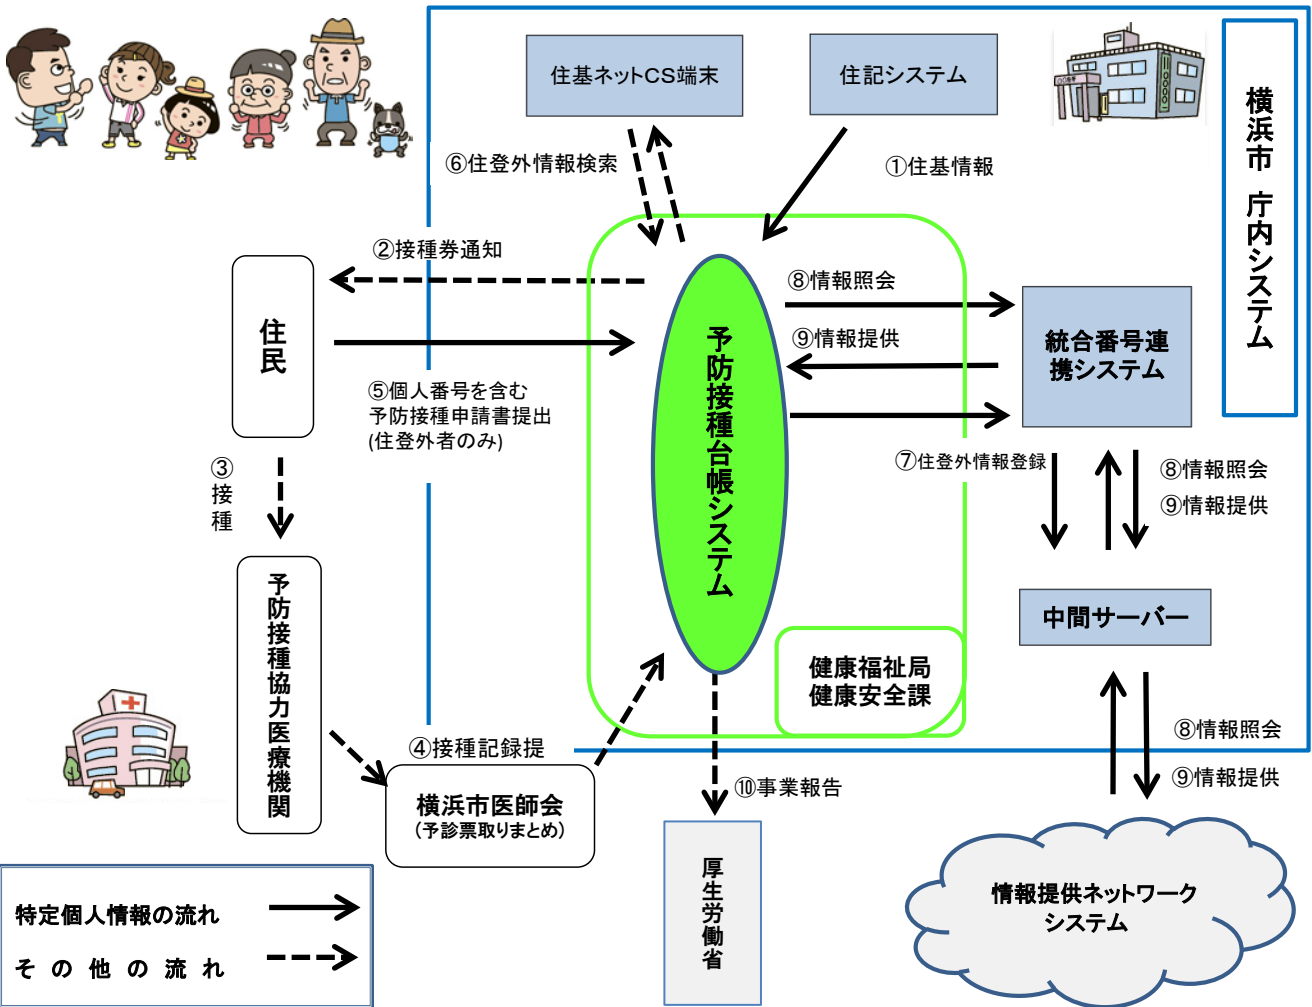 住基ネットCS端末
住記システム
横浜市 庁内システム
⑥住登外情報検索
①住基情報
②接種券通知
住民
⑤個人番号を含む
予防接種申請書提出
(住登外者のみ)
予防接種台帳システム
⑧情報照会
⑨情報提供
統合番号連
携システム
⑦住登外情報登録
⑧情報照会
⑨情報提供
③接種
予防接種協力医療機関
中間サーバー
健康福祉局
健康安全課
④接種記録提
横浜市医師会
(予診票取りまとめ)
⑩事業報告
厚生労働省
⑧情報照会
⑨情報提供
情報提供ネットワーク
システム
特定個人情報の流れ
その他の流れ